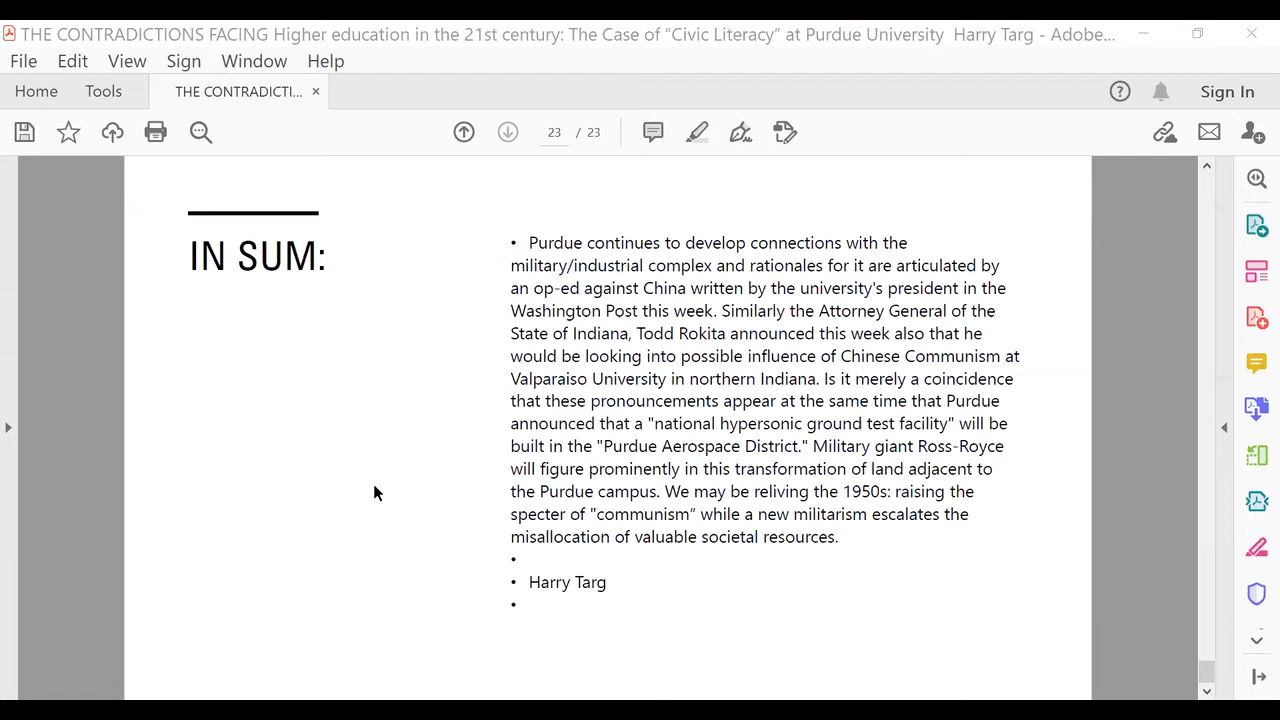 THE CONTRADICTIONS FACING Higher education in the 21st century: The Case of “Civic Literacy” at Purdue University Harry Targ - Adobe...
File Edit View Sign Window Help
Home Tools THE CONTRADICTI... × Sign In
23 / 23
IN SUM:
• Purdue continues to develop connections with the
military/industrial complex and rationales for it are articulated by
an op-ed against China written by the university's president in the
Washington Post this week. Similarly the Attorney General of the
State of Indiana, Todd Rokita announced this week also that he
would be looking into possible influence of Chinese Communism at
Valparaiso University in northern Indiana. Is it merely a coincidence
that these pronouncements appear at the same time that Purdue
announced that a "national hypersonic ground test facility" will be
built in the "Purdue Aerospace District." Military giant Ross-Royce
will figure prominently in this transformation of land adjacent to
the Purdue campus. We may be reliving the 1950s: raising the
specter of "communism” while a new militarism escalates the
misallocation of valuable societal resources.
•
• Harry Targ
•